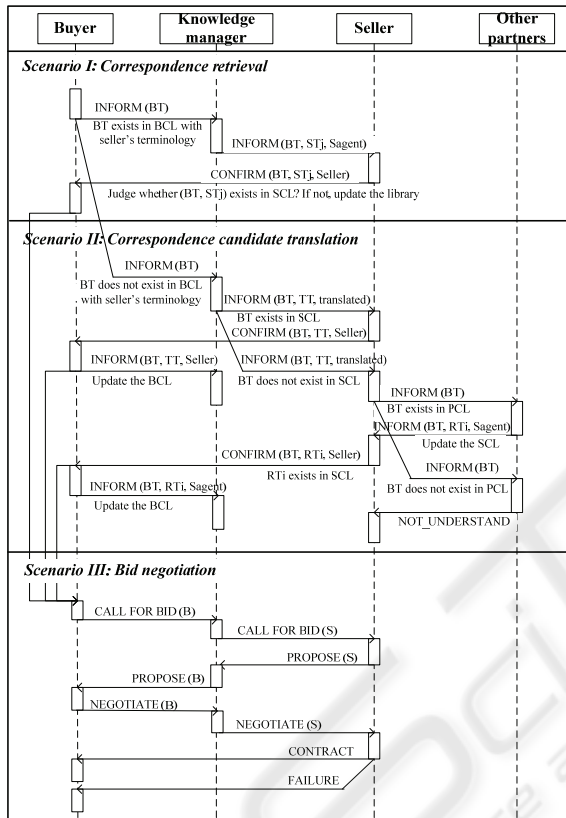 Buyer
Knowledge
manager
Seller
Other
partners
Scenario I: Correspondence retrieval
INFORM (BT)
BT exists in BCL with
seller's terminology
INFORM (BT, STj, Sagent)
CONFIRM (BT, STj, Seller)
Judge whether (BT, STj) exists in SCL? If not, update the library
Scenario II: Correspondence candidate translation
INFORM (BT)
BT does not exist in BCL
with seller's terminology
INFORM (BT, TT, translated)
BT exists in SCL
CONFIRM (BT, TT, Seller)
INFORM (BT, TT, Seller)
Update the BCL
INFORM (BT, TT, translated)
BT does not exist in SCL
INFORM (BT)
BT exists in PCL
INFORM (BT, RTi, Sagent)
Update the SCL
CONFIRM (BT, RTi, Seller)
RTi exists in SCL
INFORM (BT)
BT does not exist in PCL
INFORM (BT, RTi, Sagent)
Update the BCL
NOT_UNDERSTAND
Scenario III: Bid negotiation
CALL FOR BID (B)
CALL FOR BID (S)
PROPOSE (S)
PROPOSE (B)
NEGOTIATE (B)
NEGOTIATE (S)
CONTRACT
FAILURE